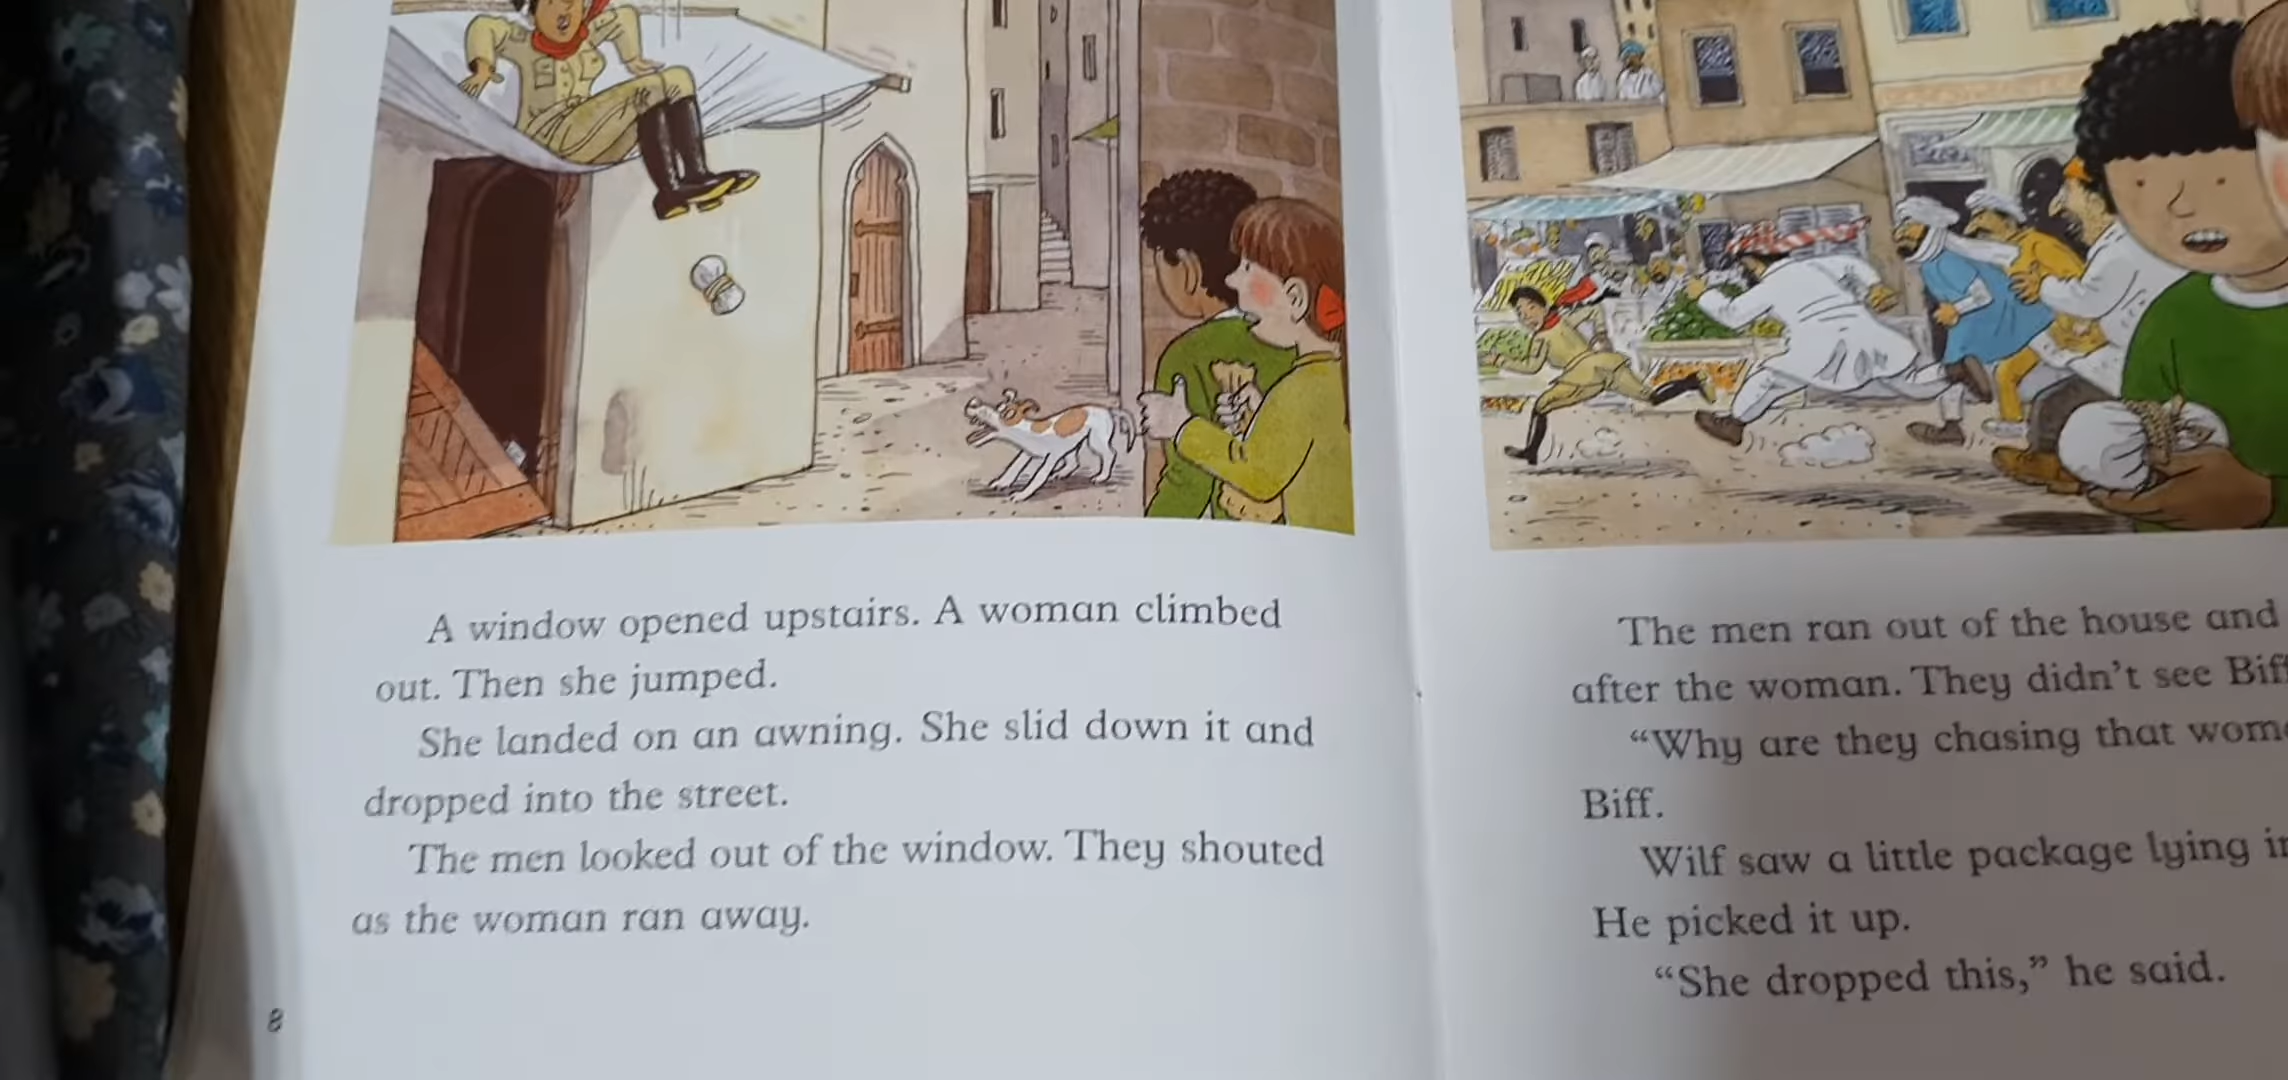 A window opened upstairs. A woman climbed
out. Then she jumped.
She landed on an awning. She slid down it and
dropped into the street.
The men looked out of the window. They shouted
as the woman ran away.
8
The men ran out of the house and
after the woman. They didn't see Biff
“Why are they chasing that
Biff.
Wilf saw a little package lying
He picked it up.
“She dropped this,” he said.